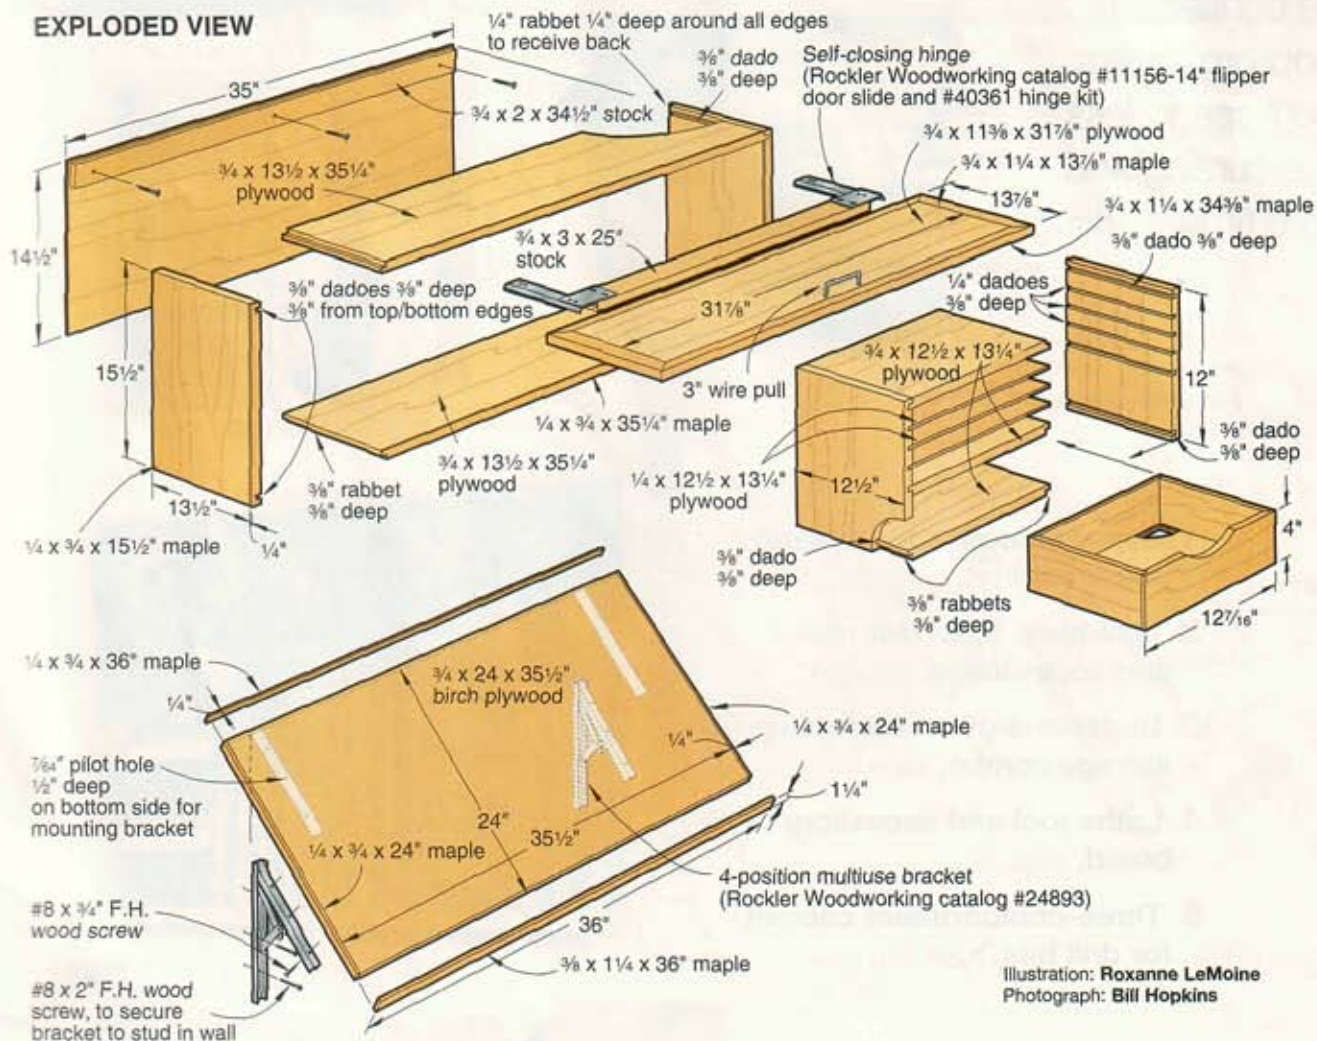 EXPLODED VIEW
¼" rabbet ¼" deep around all edges
to receive back
⅜" dado
⅜" deep
Self-closing hinge
(Rockler Woodworking catalog #11156-14" flipper
door slide and #40361 hinge kit)
35"
¾ x 2 x 34½" stock
¾ x 11⅜ x 31⅞" plywood
¾ x 1¼ x 13⅞" maple
13⅞"
¾ x 1¼ x 34⅜" maple
¾ x 13½ x 35¼"
plywood
14½"
¾ x 3 x 25"
stock
⅜" dado ⅜" deep
¼" dadoes
⅜" deep
⅜" dadoes ⅜" deep
⅜" from top/bottom edges
31⅞"
15½"
¾ x 12½ x 13¼"
plywood
12"
3" wire pull
¼ x ¾ x 35¼" maple
¾ x 13½ x 35¼"
plywood
⅜" dado
⅜" deep
¼ x 12½ x 13¼"
plywood
12½"
⅜" rabbet
⅜" deep
13½"
¼"
¼ x ¾ x 15½" maple
4"
⅜" dado
⅜" deep
⅜" rabbets
⅜" deep
12⁷⁄₁₆"
¼ x ¾ x 36" maple
¼"
¾ x 24 x 35½"
birch plywood
¼ x ¾ x 24" maple
¼"
⁷⁄₆₄" pilot hole
½" deep
on bottom side for
mounting bracket
1¼"
24"
35½"
¼ x ¾ x 24" maple
4-position multiuse bracket
(Rockler Woodworking catalog #24893)
#8 x ¾" F.H.
wood screw
36"
⅜ x 1¼ x 36" maple
#8 x 2" F.H. wood
screw, to secure
bracket to stud in wall
Illustration: Roxanne LeMoine
Photograph: Bill Hopkins